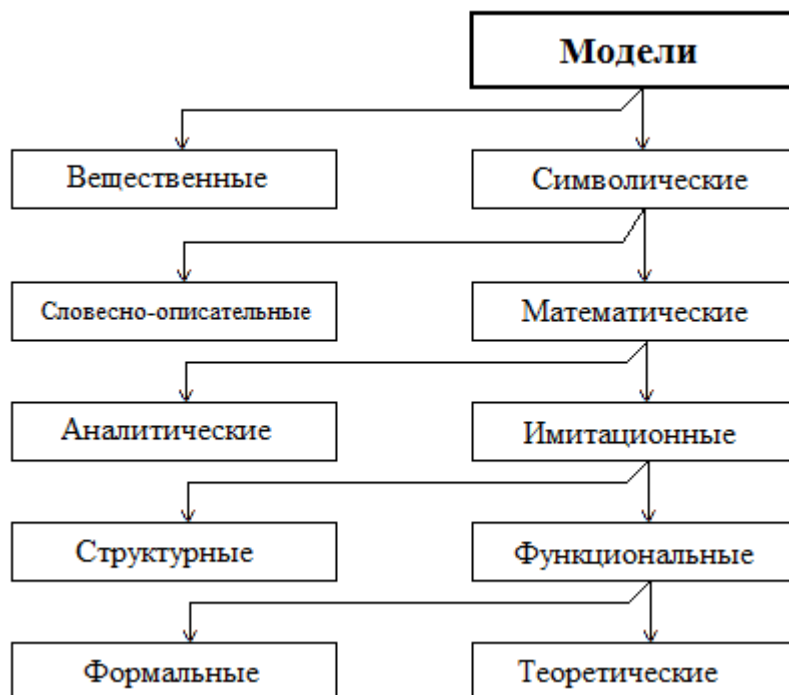 Модели
Вещественные
Символические
Словесно-описательные
Математические
Аналитические
Имитационные
Структурные
Функциональные
Формальные
Теоретические